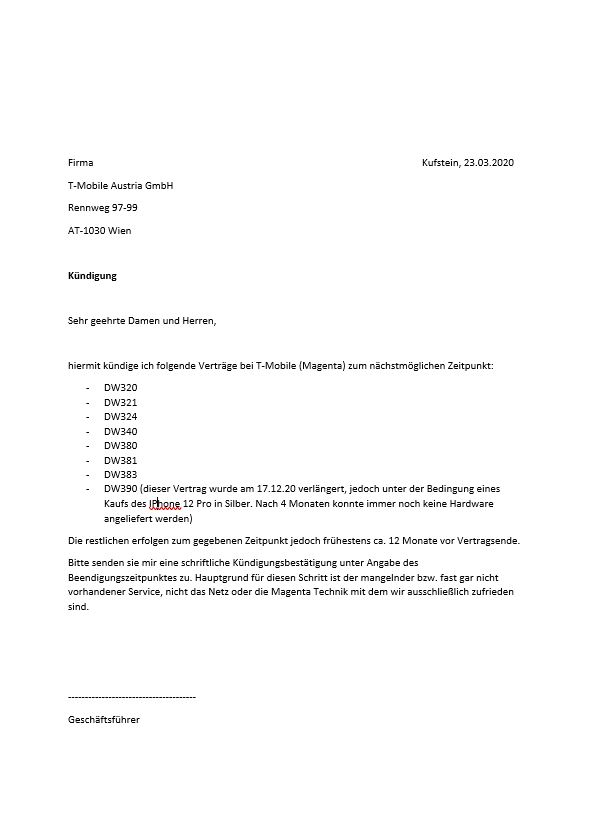 Firma Kufstein, 23.03.2020
T-Mobile Austria GmbH
Rennweg 97-99
AT-1030 Wien
Kündigung
Sehr geehrte Damen und Herren,
hiermit kündige ich folgende Verträge bei T-Mobile (Magenta) zum nächstmöglichen Zeitpunkt:
- DW320
- DW321
- DW324
- DW340
- DW380
- DW381
- DW383
- DW390 (dieser Vertrag wurde am 17.12.20 verlängert, jedoch unter der Bedingung eines
Kaufs des IPhone 12 Pro in Silber. Nach 4 Monaten konnte immer noch keine Hardware
angeliefert werden)
Die restlichen erfolgen zum gegebenen Zeitpunkt jedoch frühestens ca. 12 Monate vor Vertragsende.
Bitte senden sie mir eine schriftliche Kündigungsbestätigung unter Angabe des
Beendigungszeitpunktes zu. Hauptgrund für diesen Schritt ist der mangelnder bzw. fast gar nicht
vorhandener Service, nicht das Netz oder die Magenta Technik mit dem wir ausschließlich zufrieden
sind.
--------------------------------------
Geschäftsführer